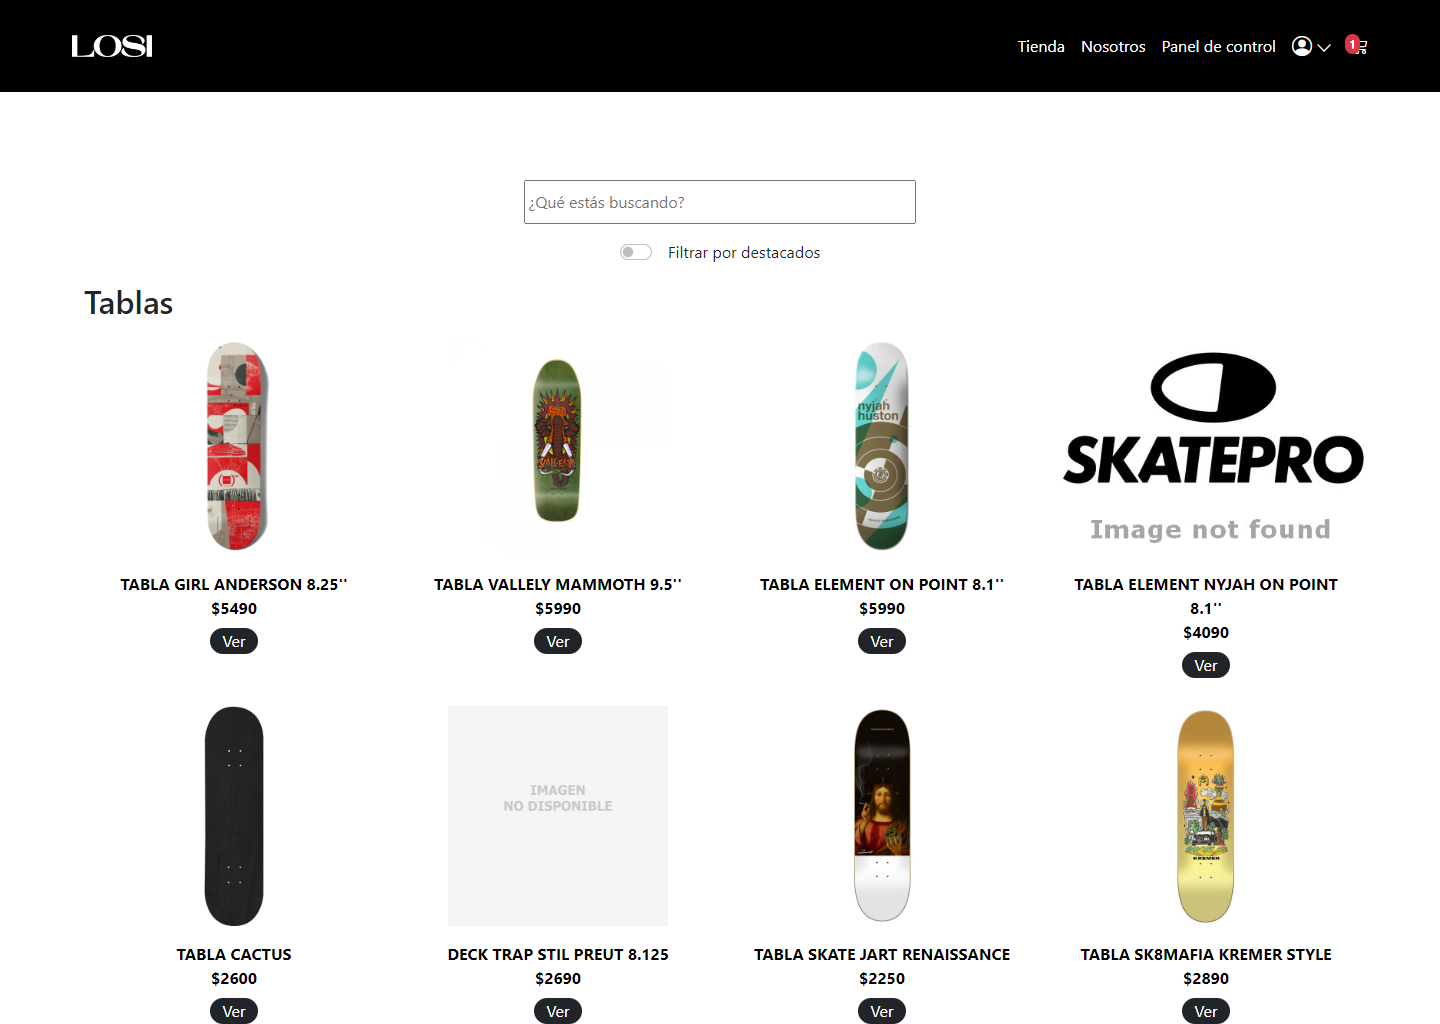 LOSI
Tienda Nosotros Panel de control 1
¿Qué estás buscando?
Filtrar por destacados
Tablas
nyjah
huston
SKATEPRO
Image not found
TABLA GIRL ANDERSON 8.25''
$5490
Ver
TABLA VALLELY MAMMOTH 9.5''
$5990
Ver
TABLA ELEMENT ON POINT 8.1''
$5990
Ver
TABLA ELEMENT NYJAH ON POINT
8.1''
$4090
Ver
IMAGEN
NO DISPONIBLE
KREMER
TABLA CACTUS
$2600
Ver
DECK TRAP STIL PREUT 8.125
$2690
Ver
TABLA SKATE JART RENAISSANCE
$2250
Ver
TABLA SK8MAFIA KREMER STYLE
$2890
Ver